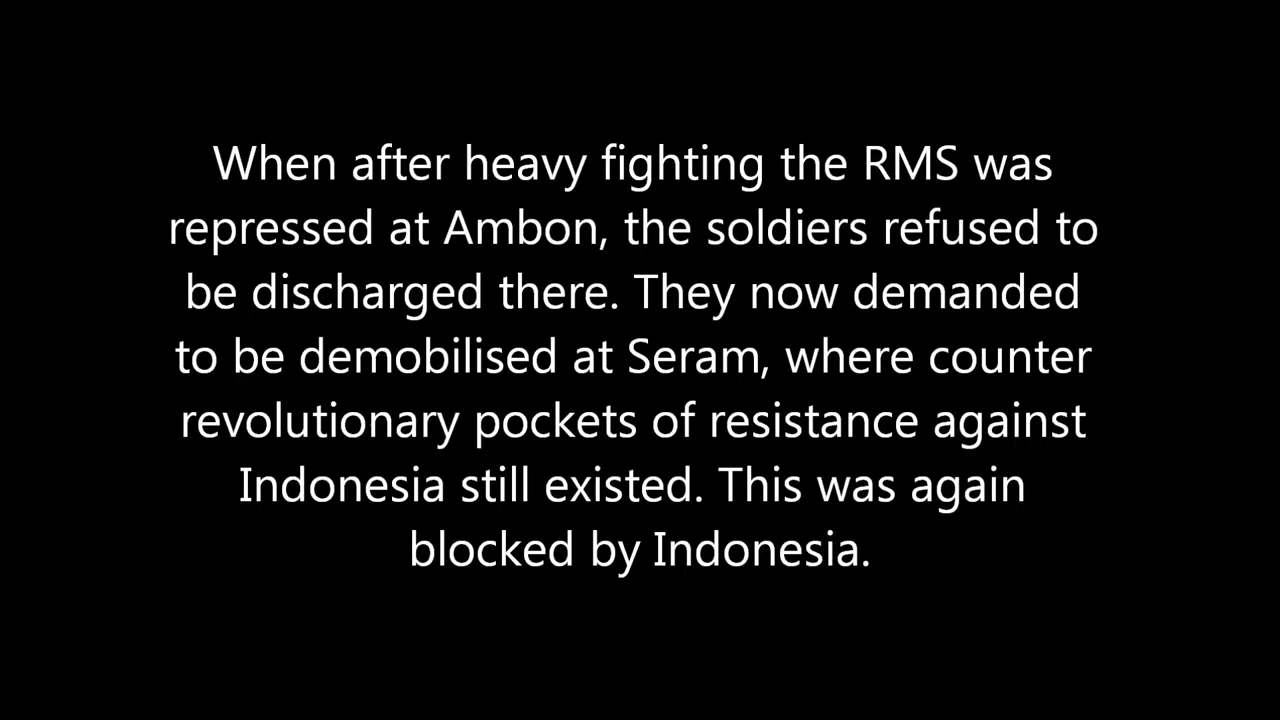 When after heavy fighting the RMS was
repressed at Ambon, the soldiers refused to
be discharged there. They now demanded
to be demobilised at Seram, where counter
revolutionary pockets of resistance against
Indonesia still existed. This was again
blocked by Indonesia.